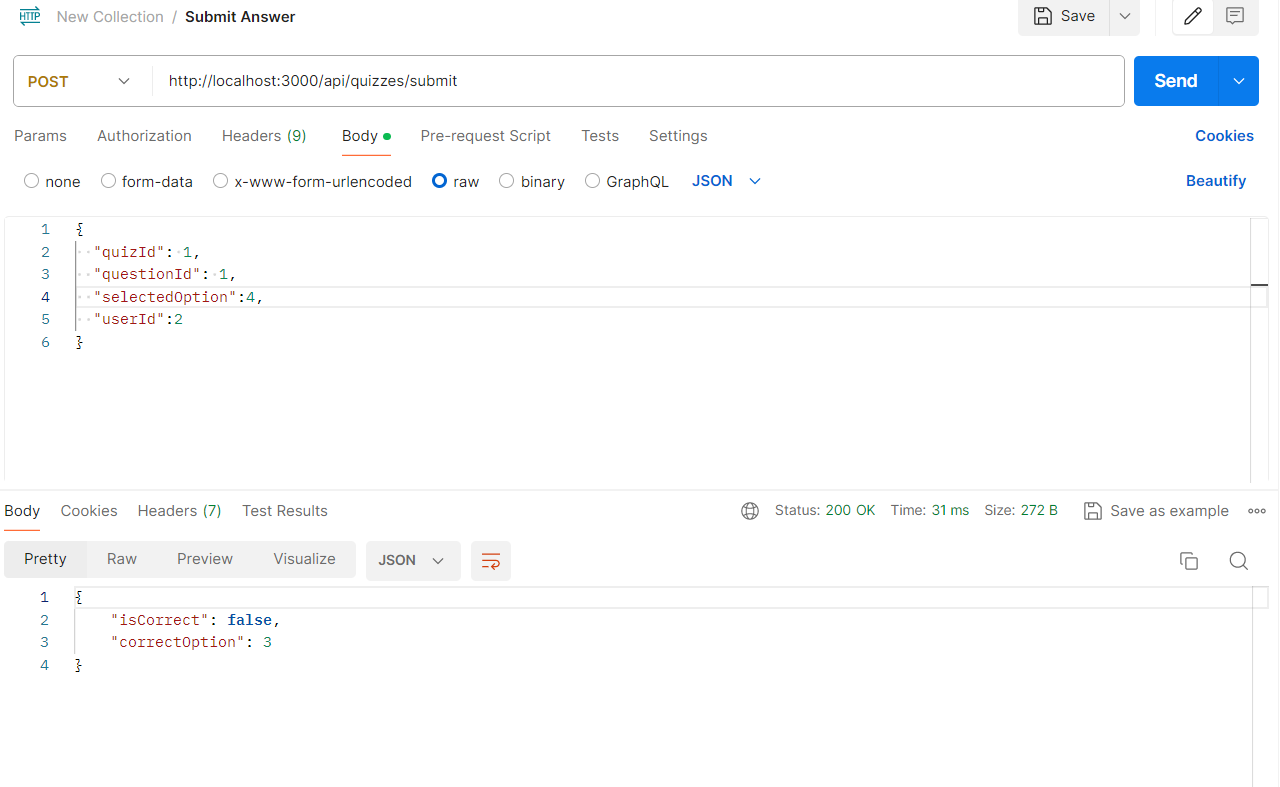 HTTP New Collection / Submit Answer Save
POST http://localhost:3000/api/quizzes/submit Send
Params Authorization Headers (9) Body Pre-request Script Tests Settings Cookies
none form-data x-www-form-urlencoded raw binary GraphQL JSON Beautify
1 {
2 "quizId": 1,
3 "questionId": 1,
4 "selectedOption":4,
5 "userId":2
6 }
Body Cookies Headers (7) Test Results Status: 200 OK Time: 31 ms Size: 272 B Save as example
Pretty Raw Preview Visualize JSON
1 {
2 "isCorrect": false,
3 "correctOption": 3
4 }